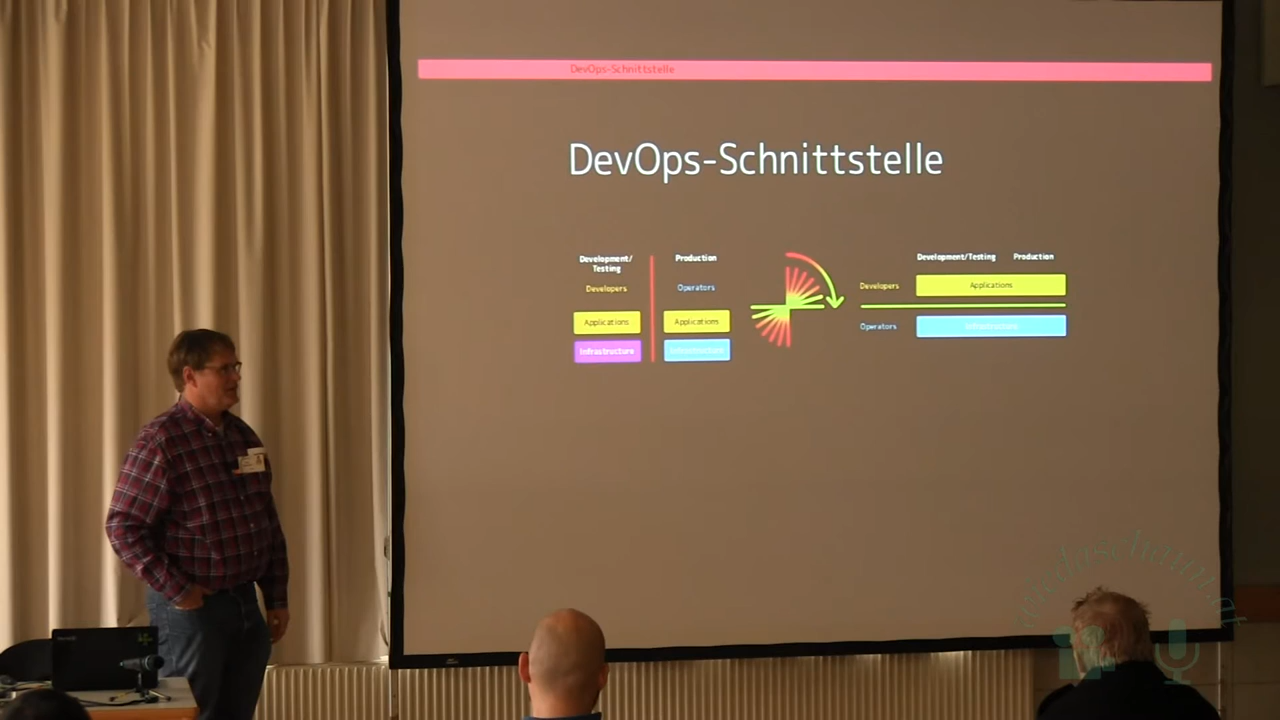 DevOps-Schnittstelle
DevOps-Schnittstelle
Development/
Testing
Production
Developers
Operators
Applications
Applications
Infrastructure
Infrastructure
Development/Testing
Production
Developers
Applications
Operators
Infrastructure